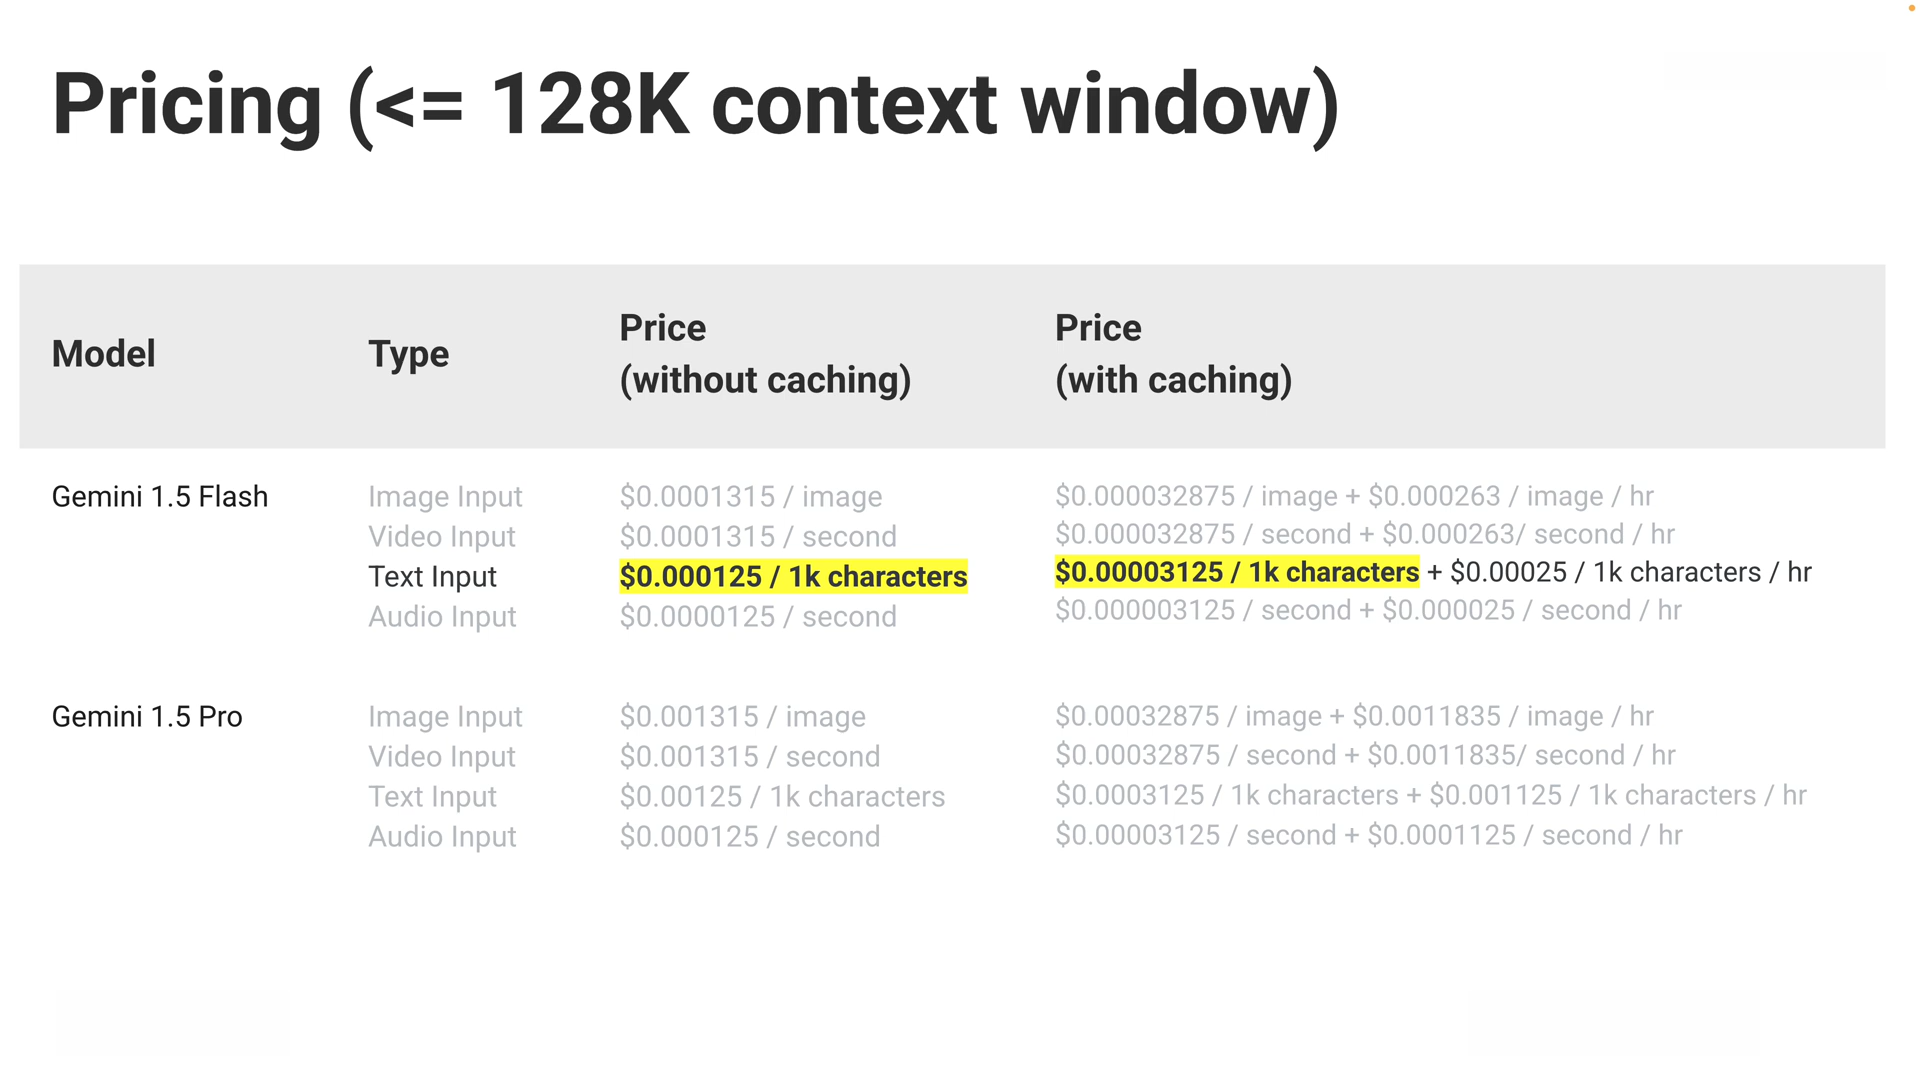 Pricing (<= 128K context window)
Model Type Price (without caching) Price (with caching)
Gemini 1.5 Flash Image Input $0.0001315 / image $0.000032875 / image + $0.000263 / image / hr
Video Input $0.0001315 / second $0.000032875 / second + $0.000263/ second / hr
Text Input $0.000125 / 1k characters $0.00003125 / 1k characters + $0.00025 / 1k characters / hr
Audio Input $0.0000125 / second $0.000003125 / second + $0.000025 / second / hr
Gemini 1.5 Pro Image Input $0.001315 / image $0.00032875 / image + $0.0011835 / image / hr
Video Input $0.001315 / second $0.00032875 / second + $0.0011835/ second / hr
Text Input $0.00125 / 1k characters $0.0003125 / 1k characters + $0.001125 / 1k characters / hr
Audio Input $0.000125 / second $0.00003125 / second + $0.0001125 / second / hr